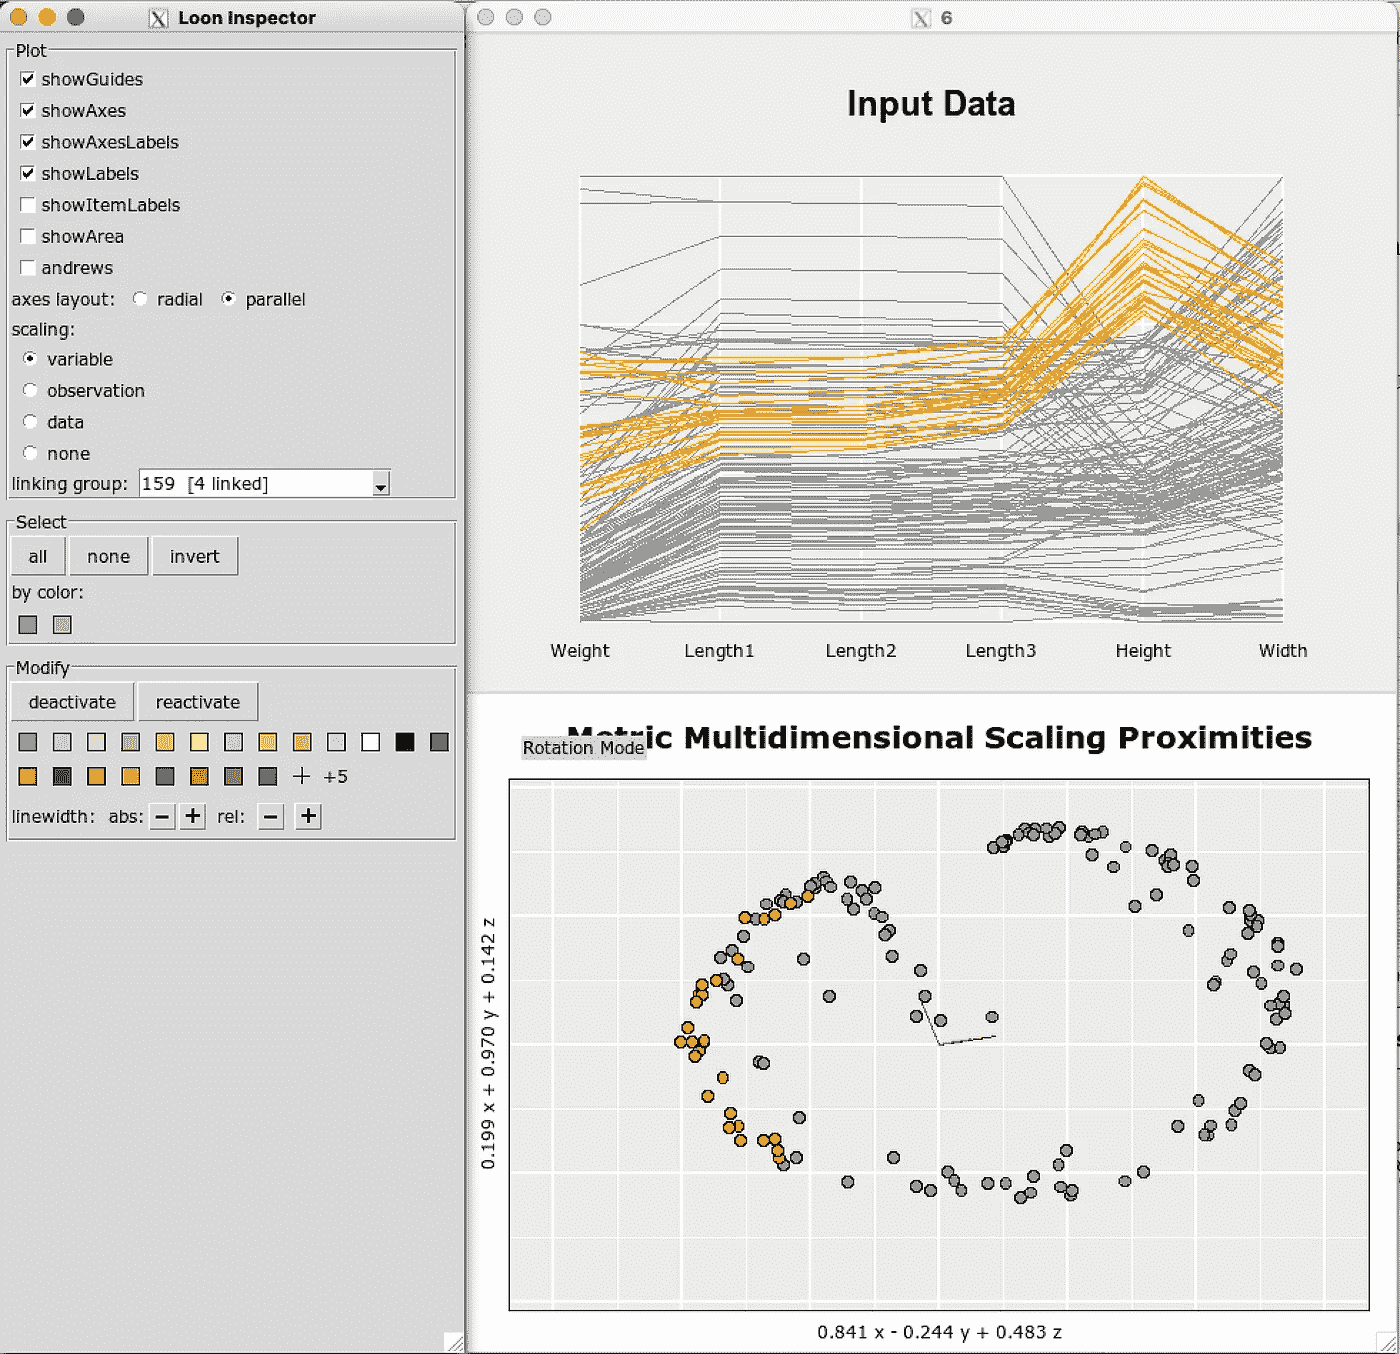 Loon Inspector
Plot
showGuides
showAxes
showAxesLabels
showLabels
showItemLabels
showArea
andrews
axes layout: radial parallel
scaling:
variable
observation
data
none
linking group: 159 [4 linked]
Select
all none invert
by color:
Modify
deactivate reactivate
+5
linewidth: abs: − + rel: − +
6
Input Data
Weight Length1 Length2 Length3 Height Width
Metric Multidimensional Scaling Proximities
Rotation Mode
0.199 x + 0.970 y + 0.142 z
0.841 x - 0.244 y + 0.483 z